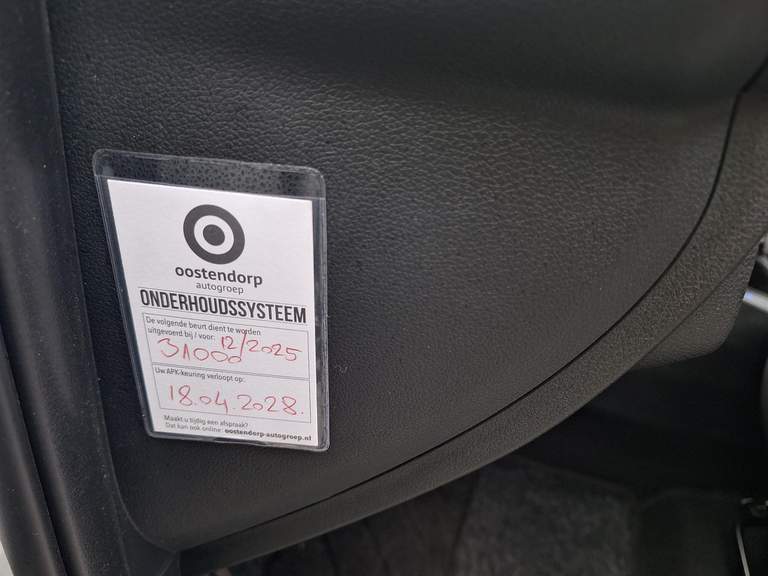 oostendorp
autogroep
ONDERHOUDSSYSTEEM
De volgende beurt dient te worden
uitgevoerd bij / voor: 12/2025
31000
Uw APK-keuring verloopt op:
18.04.2028.
Maakt u tijdig een afspraak?
Dat kan ook online: oostendorp-autogroep.nl